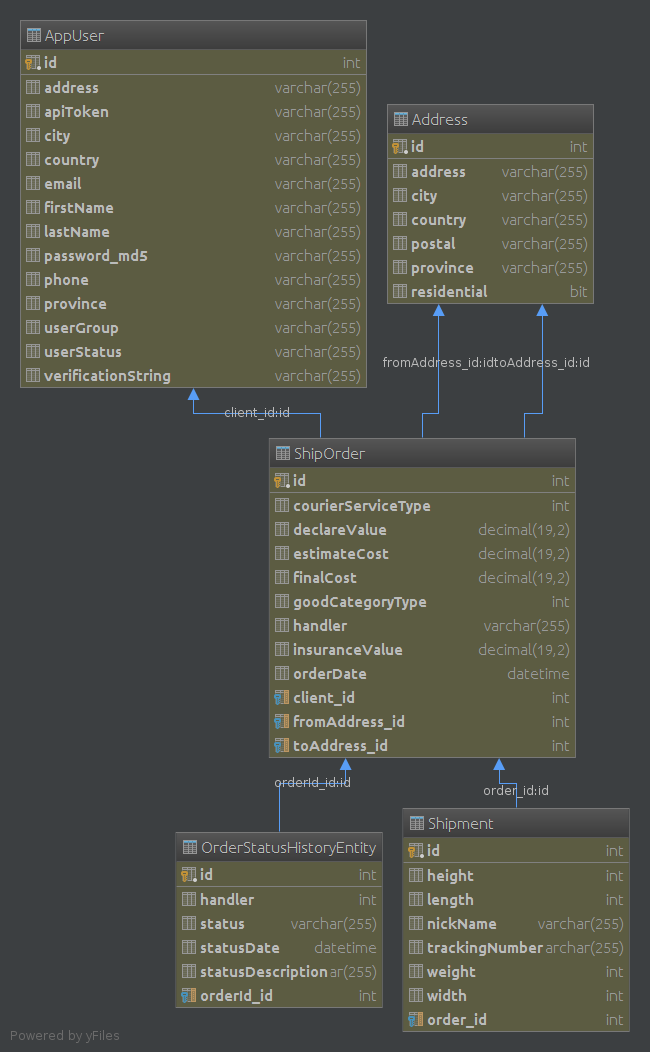 AppUser
id int
address varchar(255)
apiToken varchar(255)
city varchar(255)
country varchar(255)
email varchar(255)
firstName varchar(255)
lastName varchar(255)
password_md5 varchar(255)
phone varchar(255)
province varchar(255)
userGroup varchar(255)
userStatus varchar(255)
verificationString varchar(255)
Address
id int
address varchar(255)
city varchar(255)
country varchar(255)
postal varchar(255)
province varchar(255)
residential bit
fromAddress_id:idtoAddress_id:id
client_id:id
ShipOrder
id int
courierServiceType int
declareValue decimal(19,2)
estimateCost decimal(19,2)
finalCost decimal(19,2)
goodCategoryType int
handler varchar(255)
insuranceValue decimal(19,2)
orderDate datetime
client_id int
fromAddress_id int
toAddress_id int
orderId_id:id
order_id:id
OrderStatusHistoryEntity
id int
handler int
status varchar(255)
statusDate datetime
statusDescription ar(255)
orderId_id int
Shipment
id int
height int
length int
nickName varchar(255)
trackingNumber archar(255)
weight int
width int
order_id int
Powered by yFiles